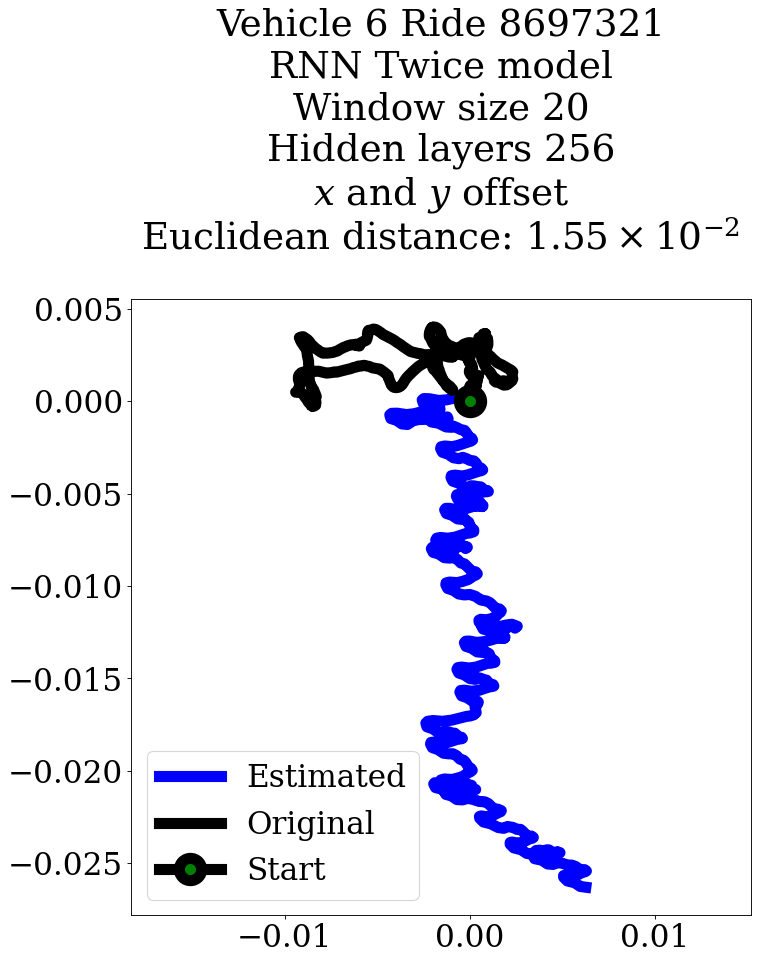 Vehicle 6 Ride 8697321
RNN Twice model
Window size 20
Hidden layers 256
x and y offset
Euclidean distance: 1.55 × 10⁻²
0.005
0.000
−0.005
−0.010
−0.015
−0.020
−0.025
Estimated
Original
Start
−0.01 0.00 0.01